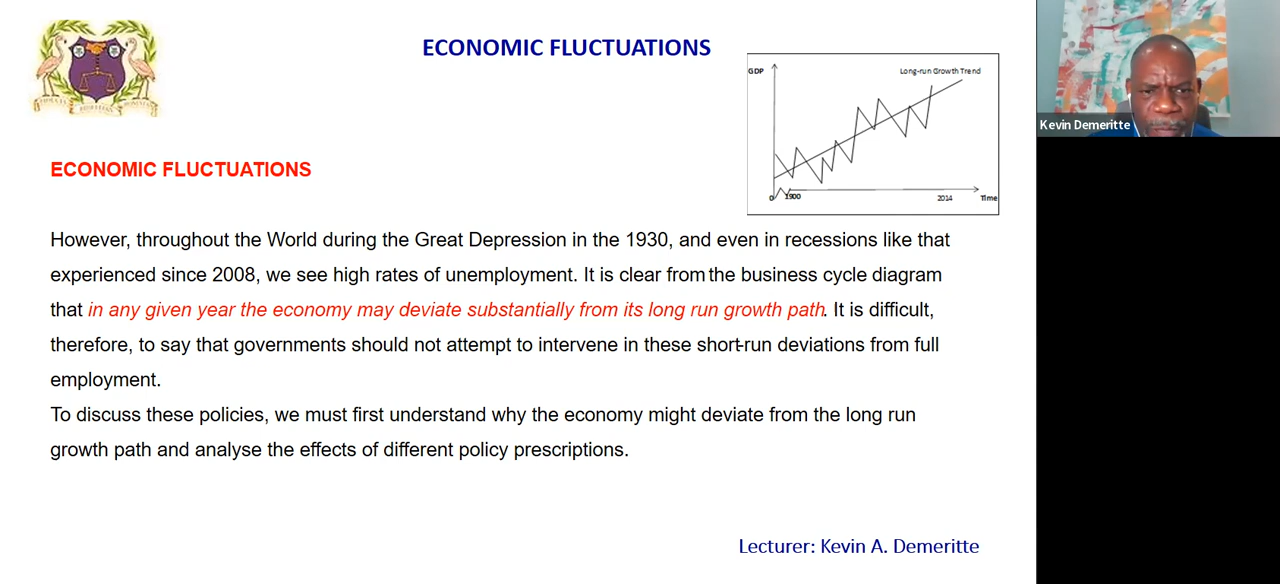 ECONOMIC FLUCTUATIONS
GDP
Long-run Growth Trend
0
1900
2014
Time
Kevin Demeritte
ECONOMIC FLUCTUATIONS
However, throughout the World during the Great Depression in the 1930, and even in recessions like that
experienced since 2008, we see high rates of unemployment. It is clear from the business cycle diagram
that in any given year the economy may deviate substantially from its long run growth path. It is difficult,
therefore, to say that governments should not attempt to intervene in these short-run deviations from full
employment.
To discuss these policies, we must first understand why the economy might deviate from the long run
growth path and analyse the effects of different policy prescriptions.
Lecturer: Kevin A. Demeritte